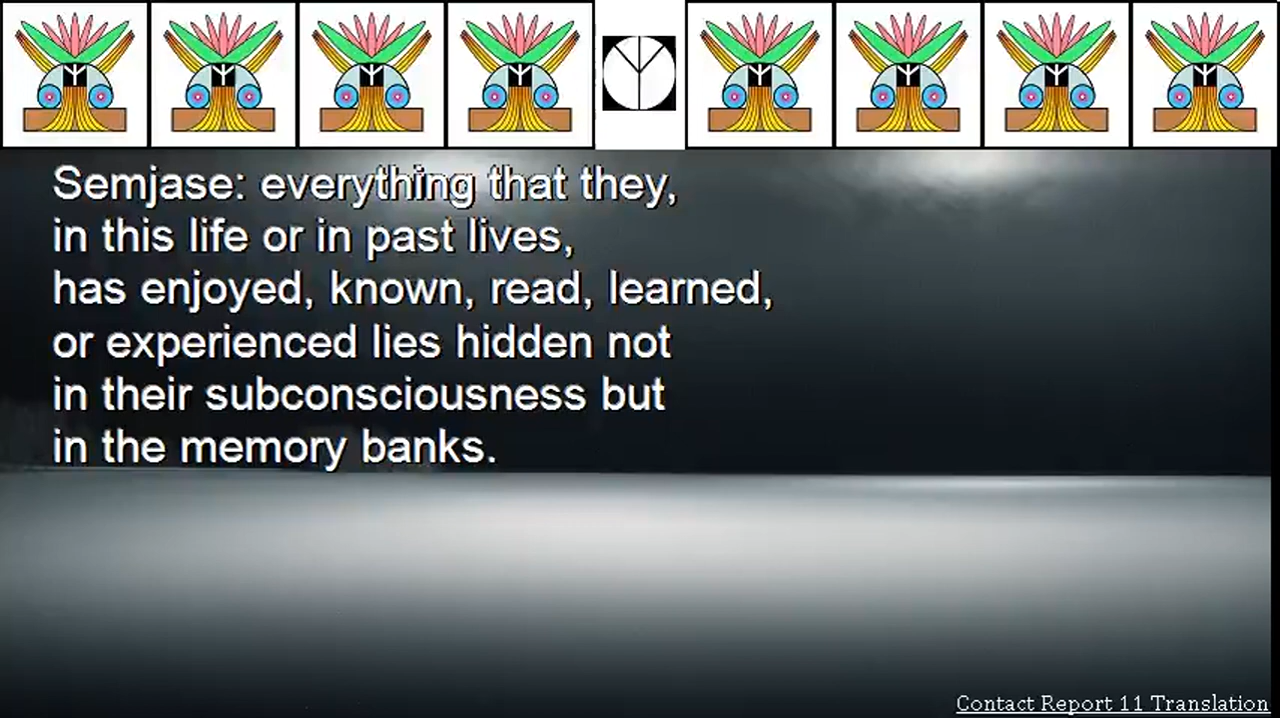 Semjase: everything that they,
in this life or in past lives,
has enjoyed, known, read, learned,
or experienced lies hidden not
in their subconsciousness but
in the memory banks.
Contact Report 11 Translation